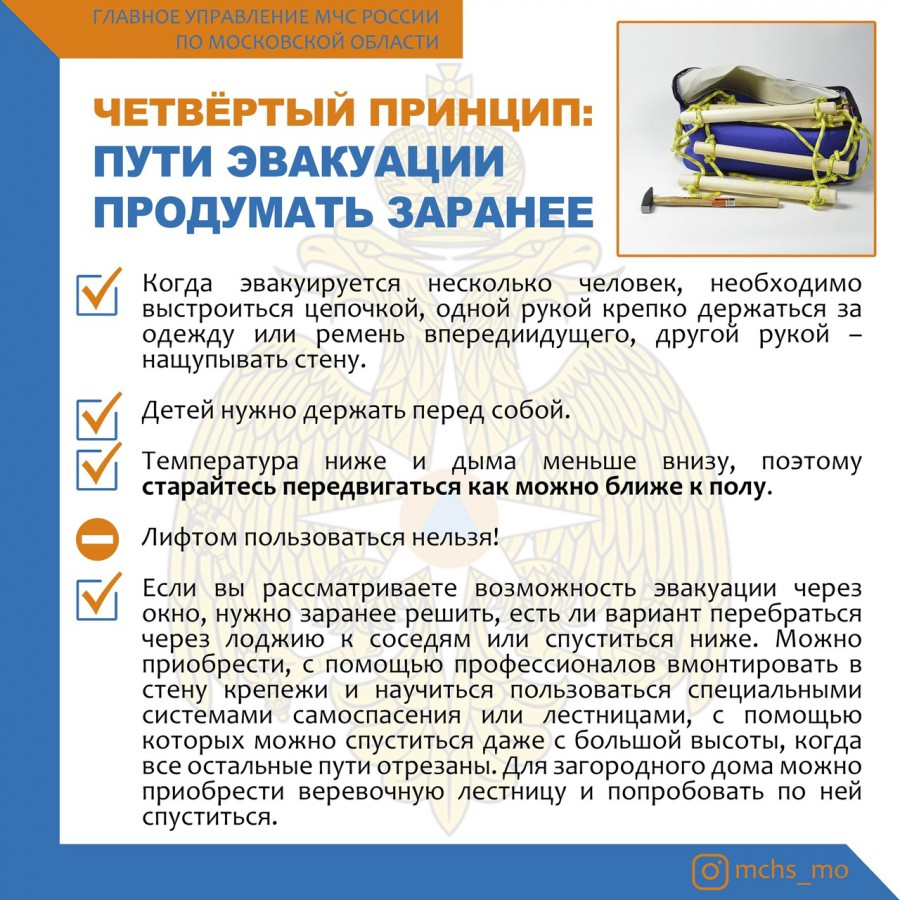 ГЛАВНОЕ УПРАВЛЕНИЕ МЧС РОССИИ
ПО МОСКОВСКОЙ ОБЛАСТИ
ЧЕТВЁРТЫЙ ПРИНЦИП:
ПУТИ ЭВАКУАЦИИ
ПРОДУМАТЬ ЗАРАНЕЕ
Когда эвакуируется несколько человек, необходимо
выстроиться цепочкой, одной рукой крепко держаться за
одежду или ремень впередиидущего, другой рукой –
нащупывать стену.
Детей нужно держать перед собой.
Температура ниже и дыма меньше внизу, поэтому
старайтесь передвигаться как можно ближе к полу.
Лифтом пользоваться нельзя!
Если вы рассматриваете возможность эвакуации через
окно, нужно заранее решить, есть ли вариант перебраться
через лоджию к соседям или спуститься ниже. Можно
приобрести, с помощью профессионалов вмонтировать в
стену крепежи и научиться пользоваться специальными
системами самоспасения или лестницами, с помощью
которых можно спуститься даже с большой высоты, когда
все остальные пути отрезаны. Для загородного дома можно
приобрести веревочную лестницу и попробовать по ней
спуститься.
mchs_mo